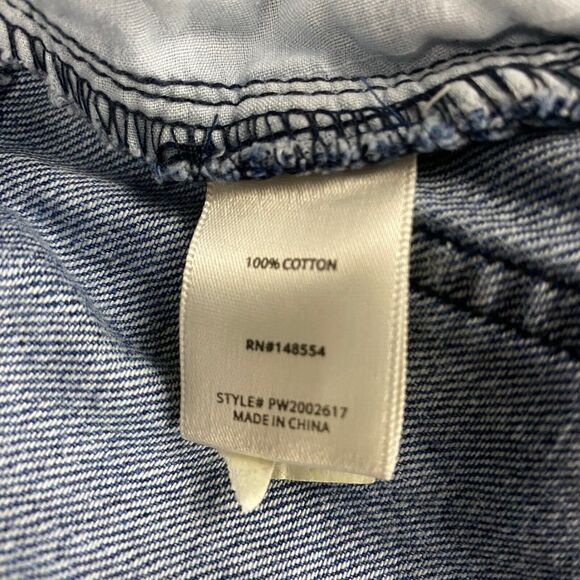 100% COTTON
RN#148554
STYLE# PW2002617
MADE IN CHINA